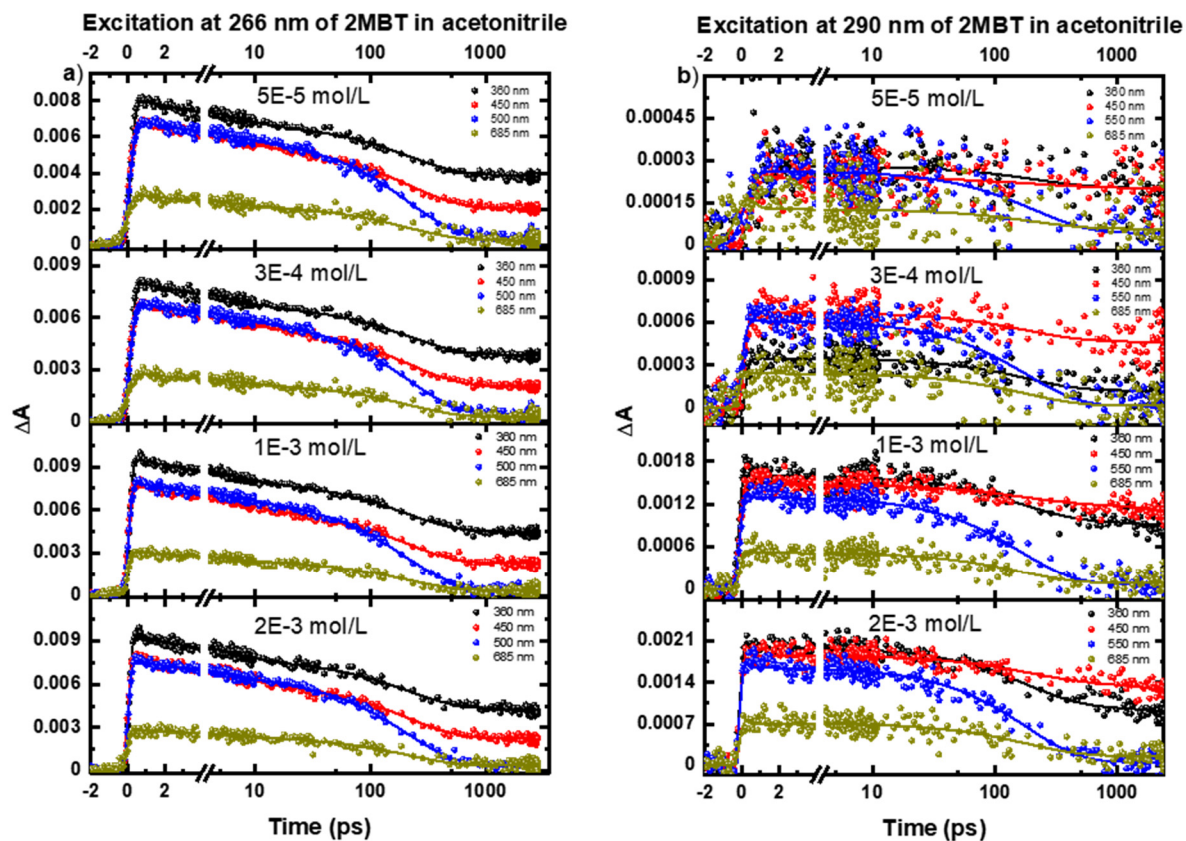 Excitation at 266 nm of 2MBT in acetonitrile
-2 0 2 10 100 1000
a)
5E-5 mol/L
360 nm
450 nm
500 nm
685 nm
0.008
0.006
0.004
0.002
0
3E-4 mol/L
360 nm
450 nm
500 nm
685 nm
0.009
0.006
0.003
0
1E-3 mol/L
360 nm
450 nm
500 nm
685 nm
0.009
0.006
0.003
0
2E-3 mol/L
360 nm
450 nm
500 nm
685 nm
0.009
0.006
0.003
0
ΔA
-2 0 2 10 100 1000
Time (ps)
Excitation at 290 nm of 2MBT in acetonitrile
-2 0 2 10 100 1000
b)
5E-5 mol/L
360 nm
450 nm
550 nm
685 nm
0.00045
0.0003
0.00015
0
3E-4 mol/L
360 nm
450 nm
550 nm
685 nm
0.0009
0.0006
0.0003
0
1E-3 mol/L
360 nm
450 nm
550 nm
685 nm
0.0018
0.0012
0.0006
0
2E-3 mol/L
360 nm
450 nm
550 nm
685 nm
0.0021
0.0014
0.0007
0
ΔA
-2 0 2 10 100 1000
Time (ps)